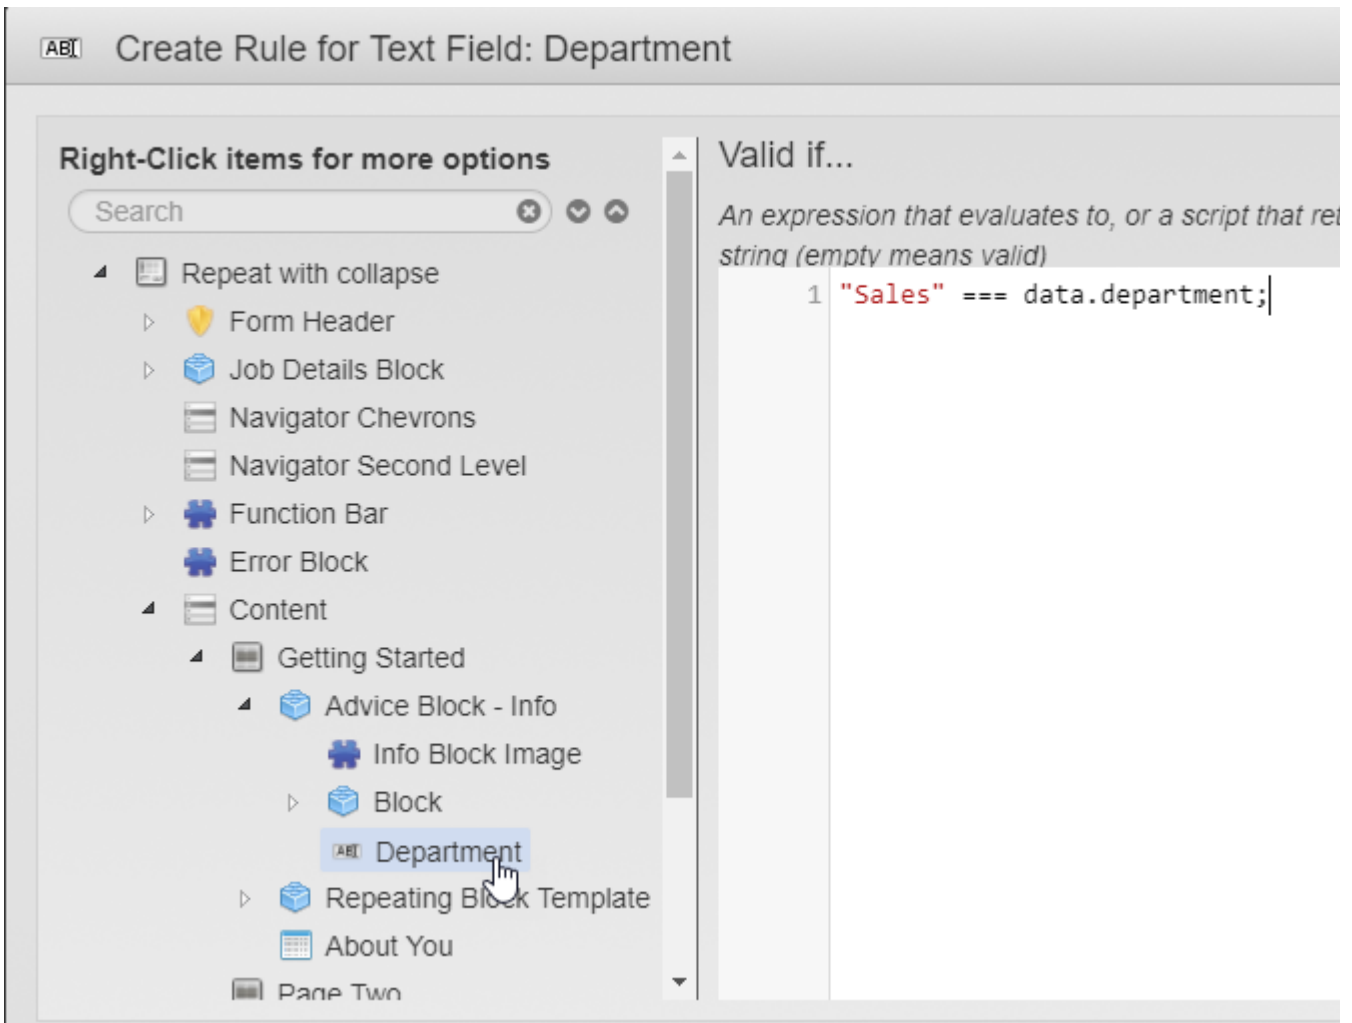 ABI Create Rule for Text Field: Department
Right-Click items for more options
Search
Repeat with collapse
Form Header
Job Details Block
Navigator Chevrons
Navigator Second Level
Function Bar
Error Block
Content
Getting Started
Advice Block - Info
Info Block Image
Block
ABI Department
Repeating Block Template
About You
Page Two
Valid if...
An expression that evaluates to, or a script that ret
string (empty means valid)
1 "Sales" === data.department;